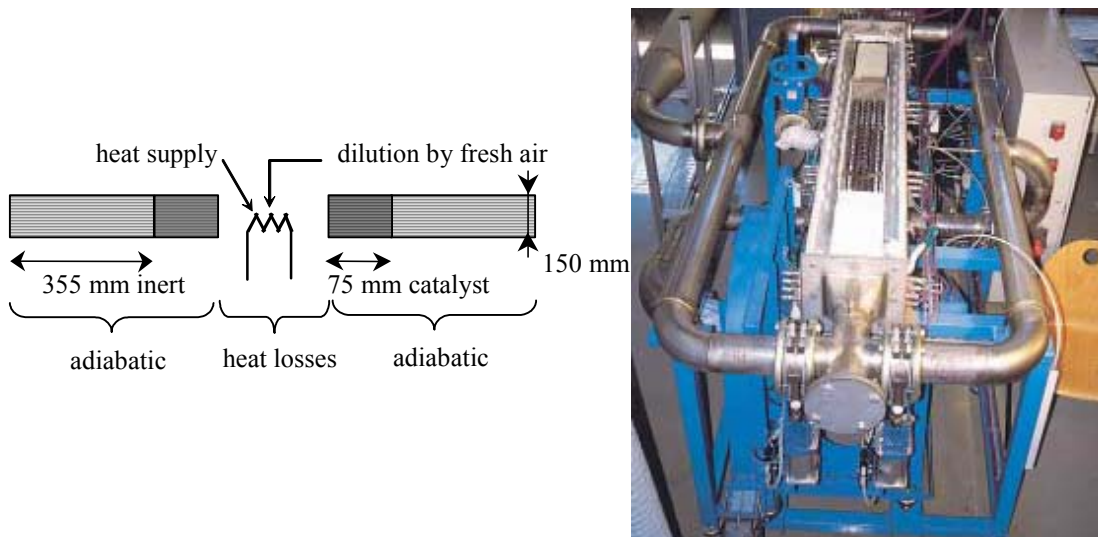 heat supply
dilution by fresh air
150 mm
355 mm inert
75 mm catalyst
adiabatic
heat losses
adiabatic